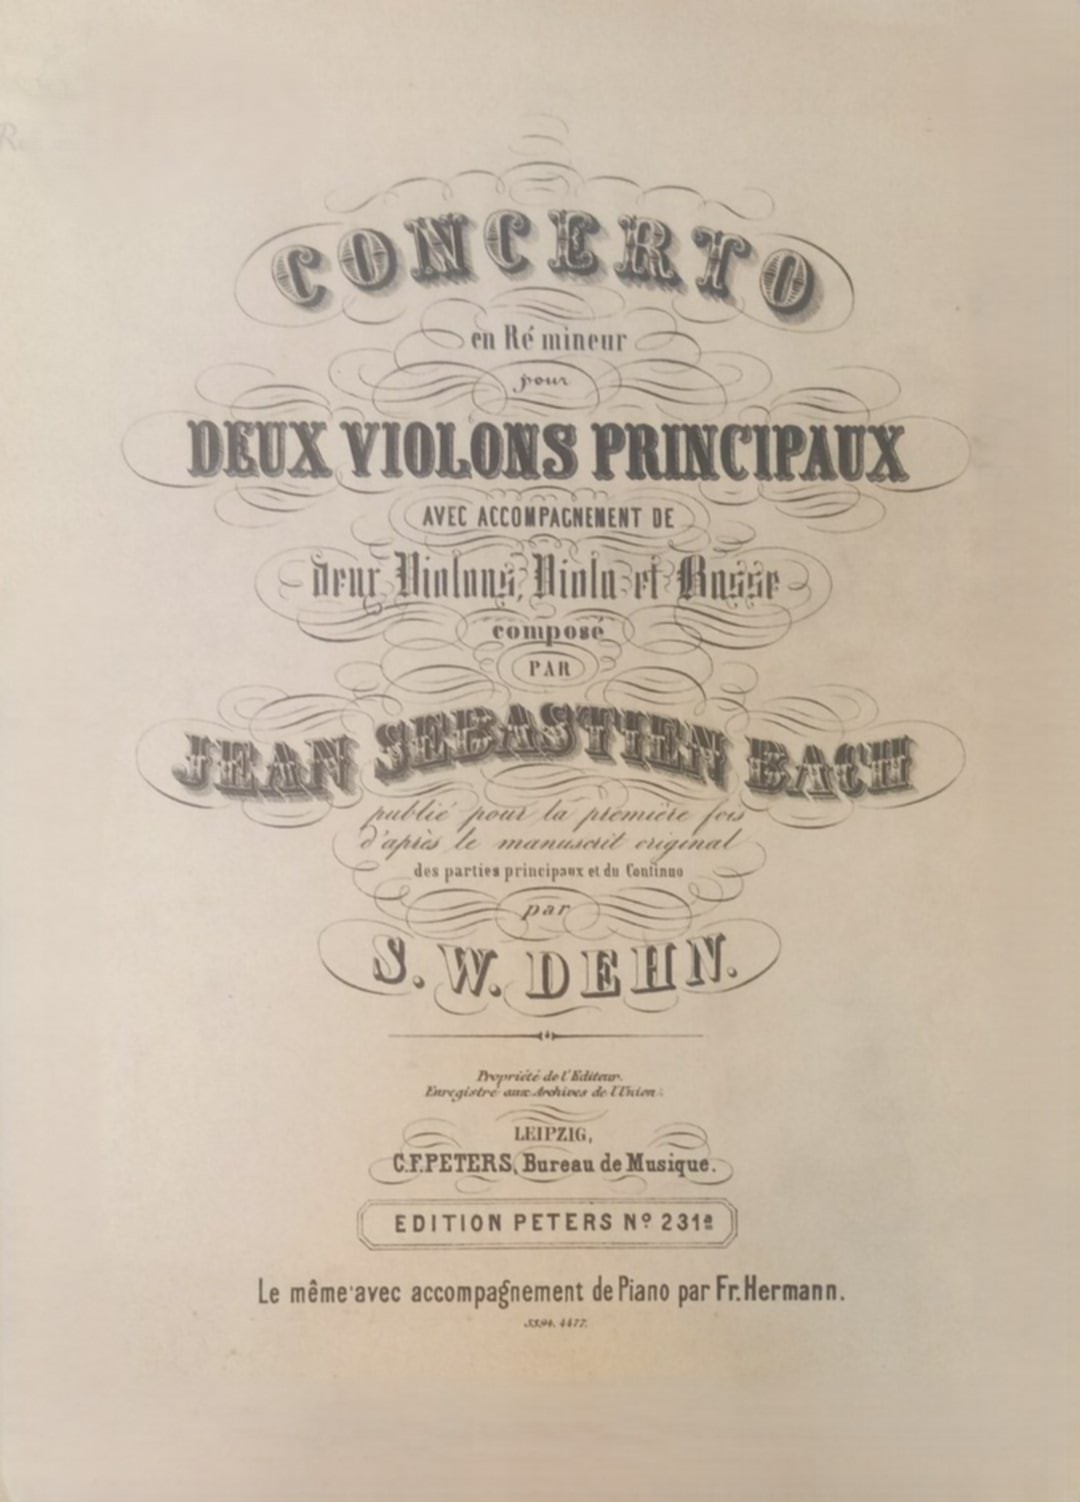 CONCERTO
en Ré mineur
pour
DEUX VIOLONS PRINCIPAUX
AVEC ACCOMPAGNEMENT DE
deux Violons, Viola et Basse
composé
PAR
JEAN SEBASTIEN BACH
publié pour la première fois
d'après le manuscrit original
des parties principaux et du Continuo
par
S. W. DEHN.
Propriété de l'Editeur.
Enregistré aux Archives de l'Union.
LEIPZIG,
C.F. PETERS, Bureau de Musique.
EDITION PETERS Nº 231ª
Le même avec accompagnement de Piano par Fr. Hermann.
4477.